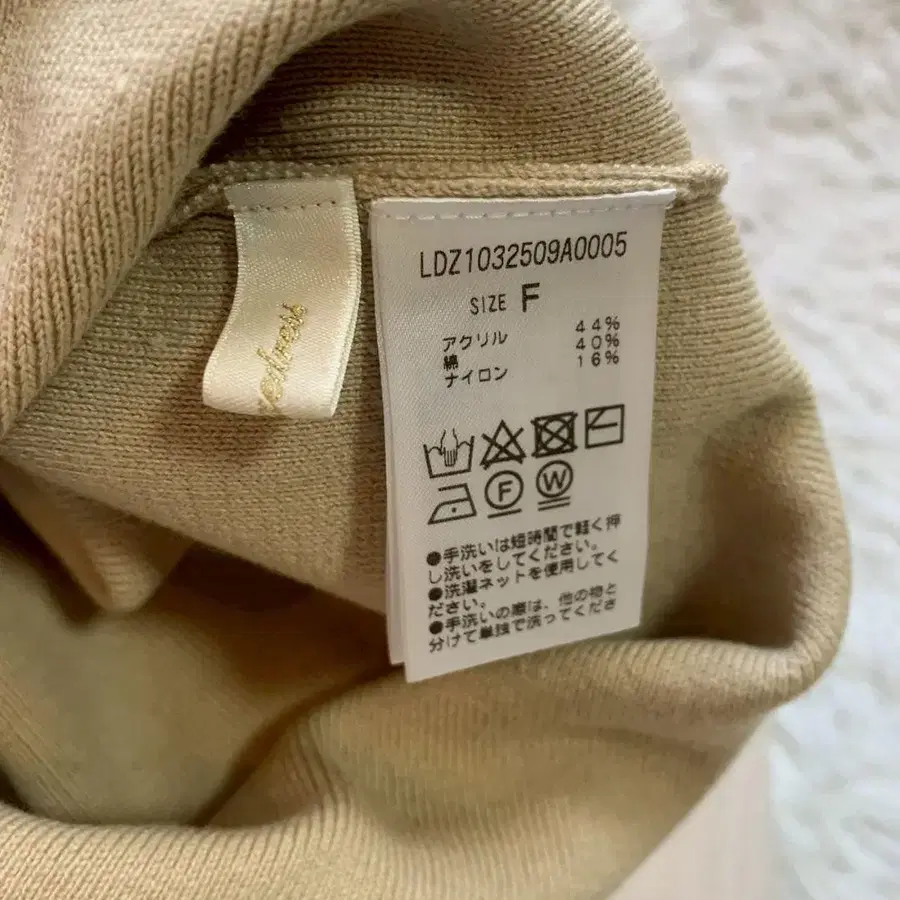 LDZ1032509A0005
SIZE F
アクリル 44%
綿 40%
ナイロン 16%
F W
●手洗いは短時間で軽く押
し洗いをしてください。
●洗濯ネットを使用してく
ださい。
●手洗いの際は、他の物と
分けて単独で洗ってくださ